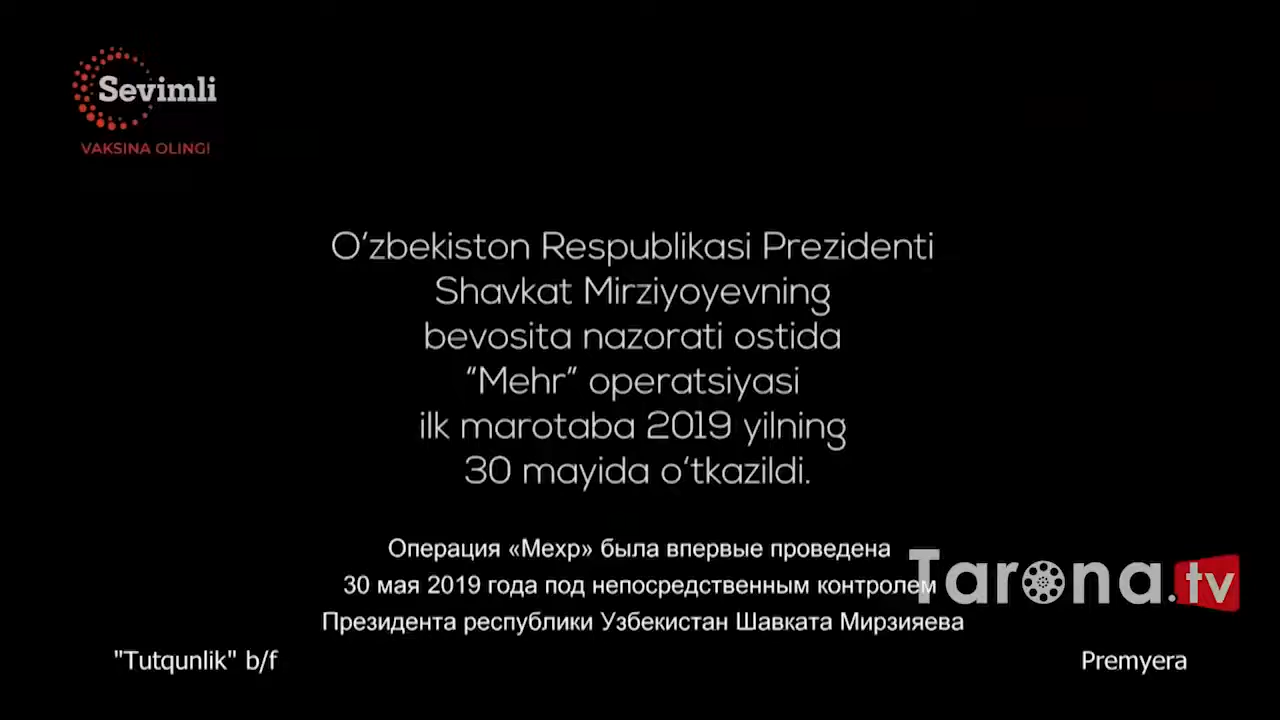 Sevimli
VAKSINA OLING!
O‘zbekiston Respublikasi Prezidenti
Shavkat Mirziyoyevning
bevosita nazorati ostida
“Mehr” operatsiyasi
ilk marotaba 2019 yilning
30 mayida o‘tkazildi.
Операция «Мехр» была впервые проведена
30 мая 2019 года под непосредственным контролем
Президента республики Узбекистан Шавката Мирзияева
Tarona.tv
"Tutqunlik" b/f
Premyera